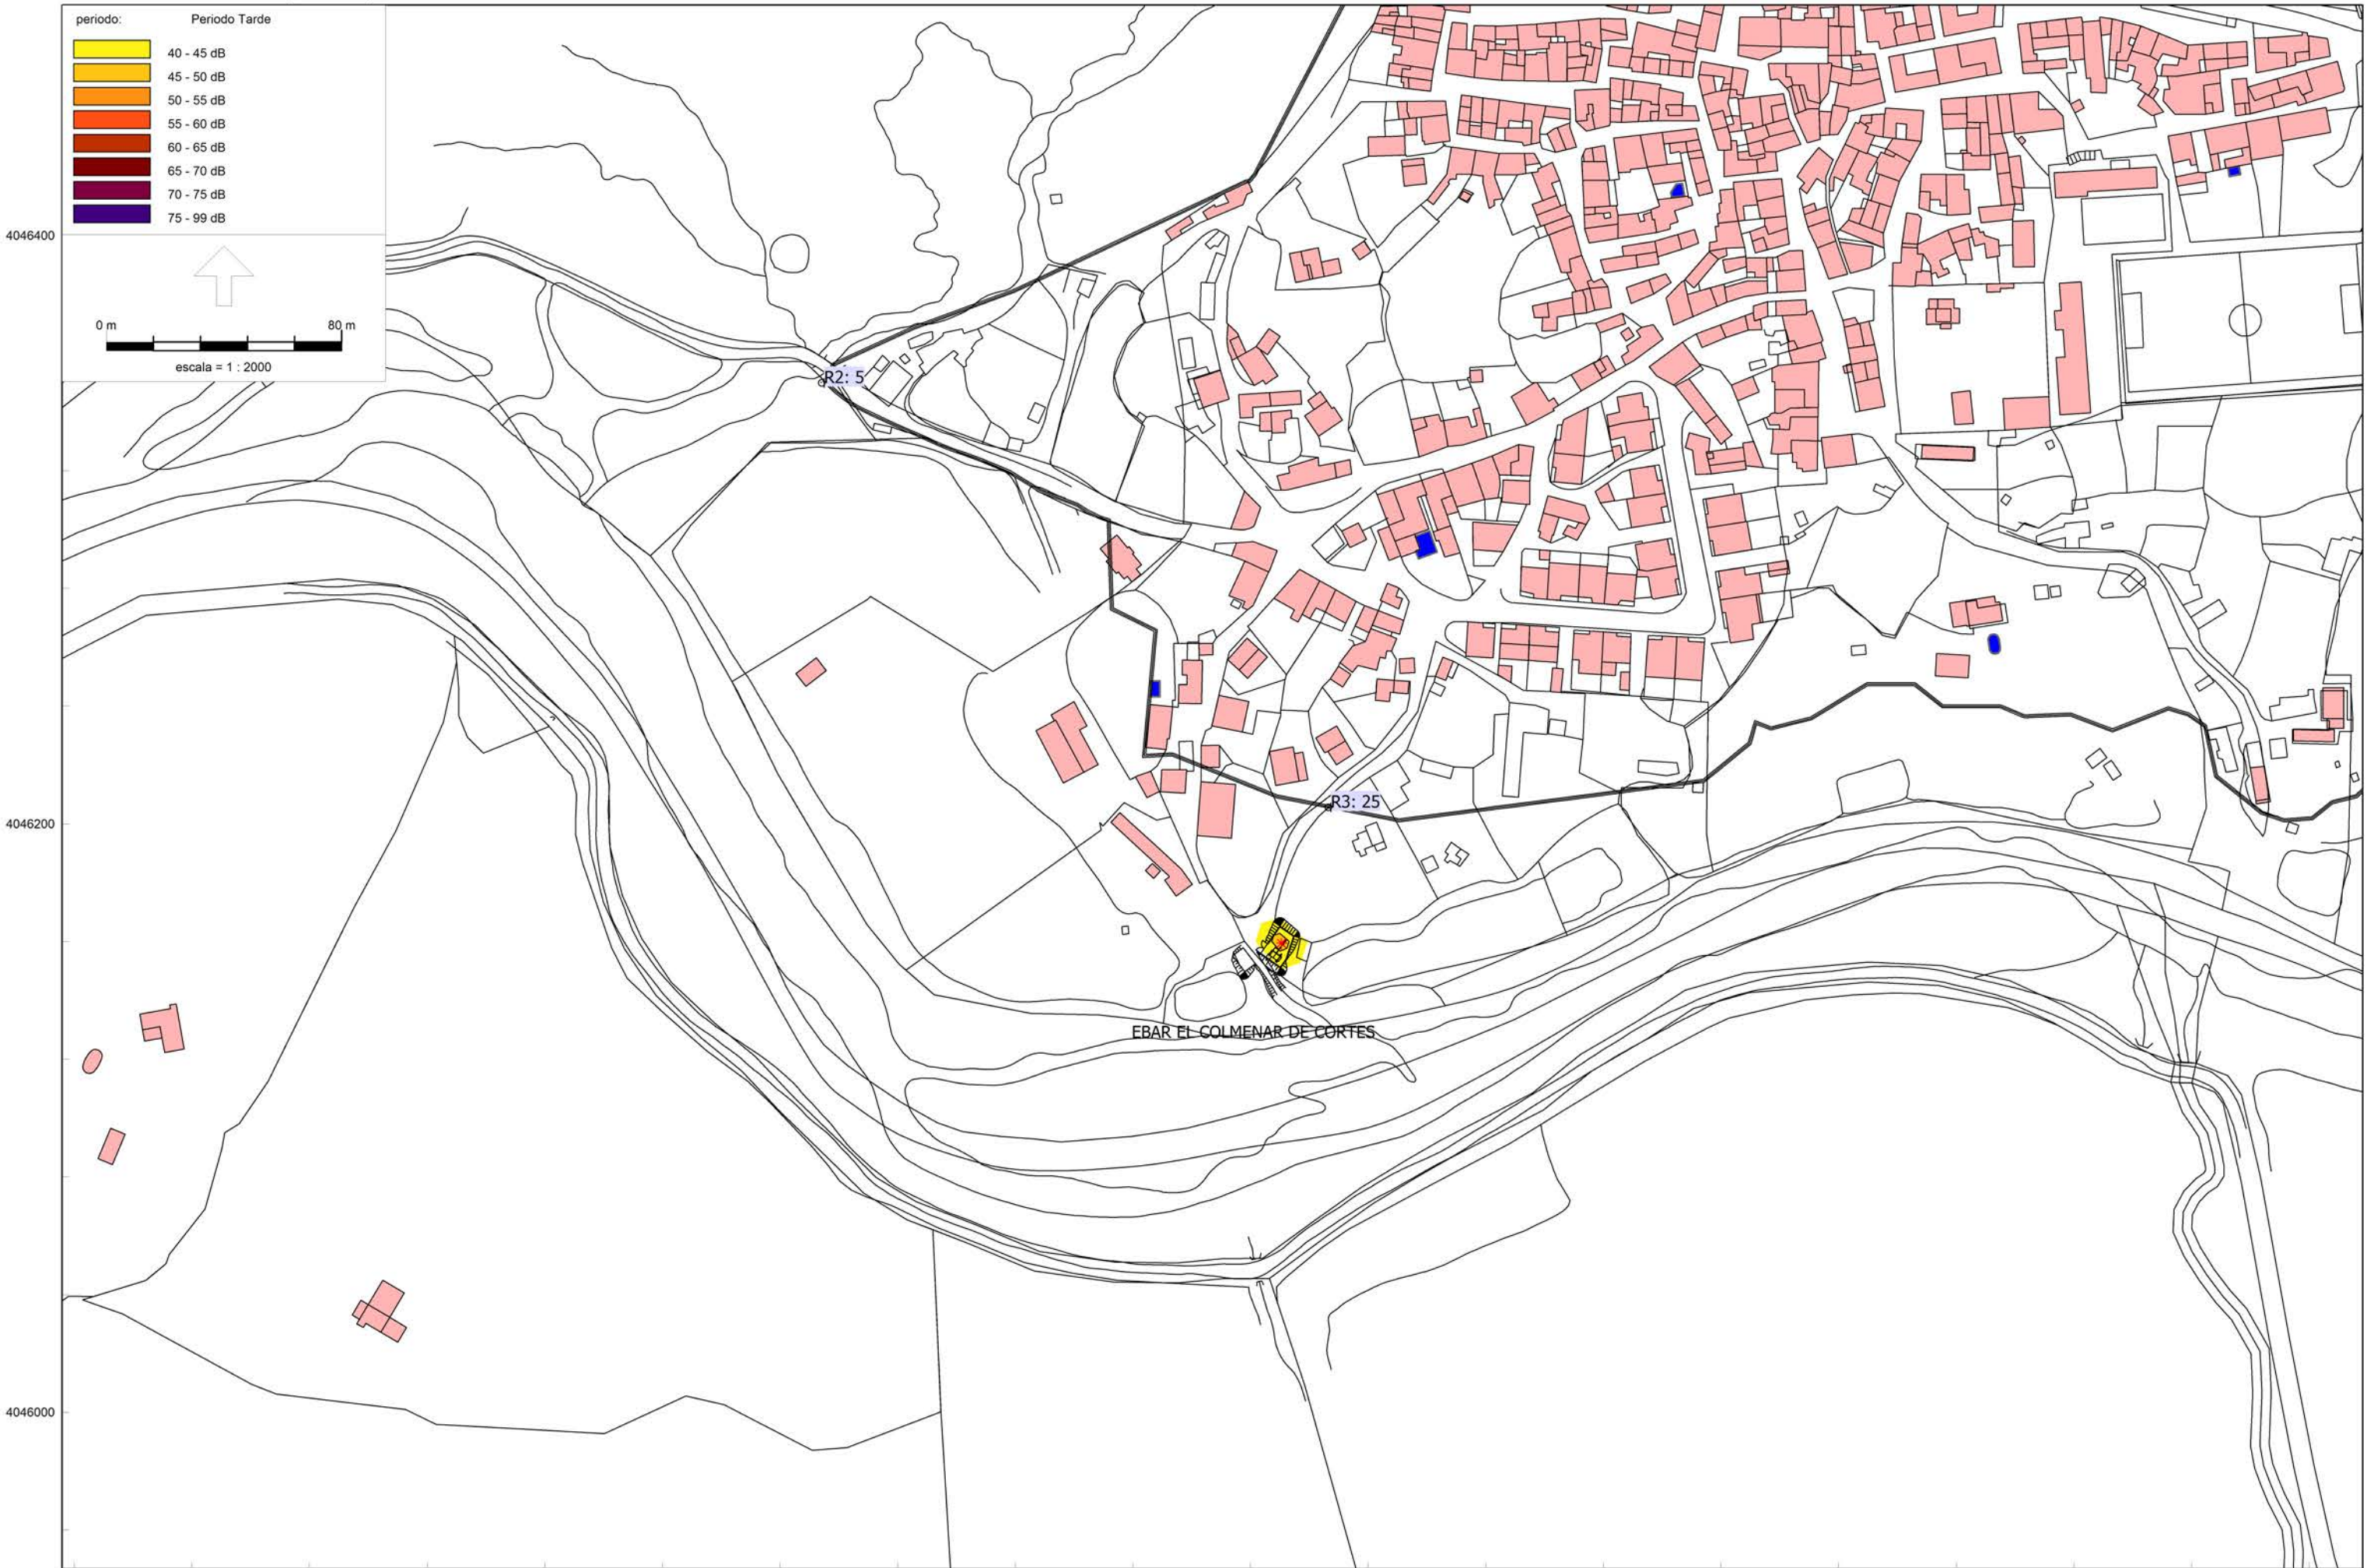 periodo: Periodo Tarde
40 - 45 dB
45 - 50 dB
50 - 55 dB
55 - 60 dB
60 - 65 dB
65 - 70 dB
70 - 75 dB
75 - 99 dB
4046400
0 m 80 m
escala = 1 : 2000
R2: 5
R3: 25
4046200
EBAR EL COLMENAR DE CORTES
4046000